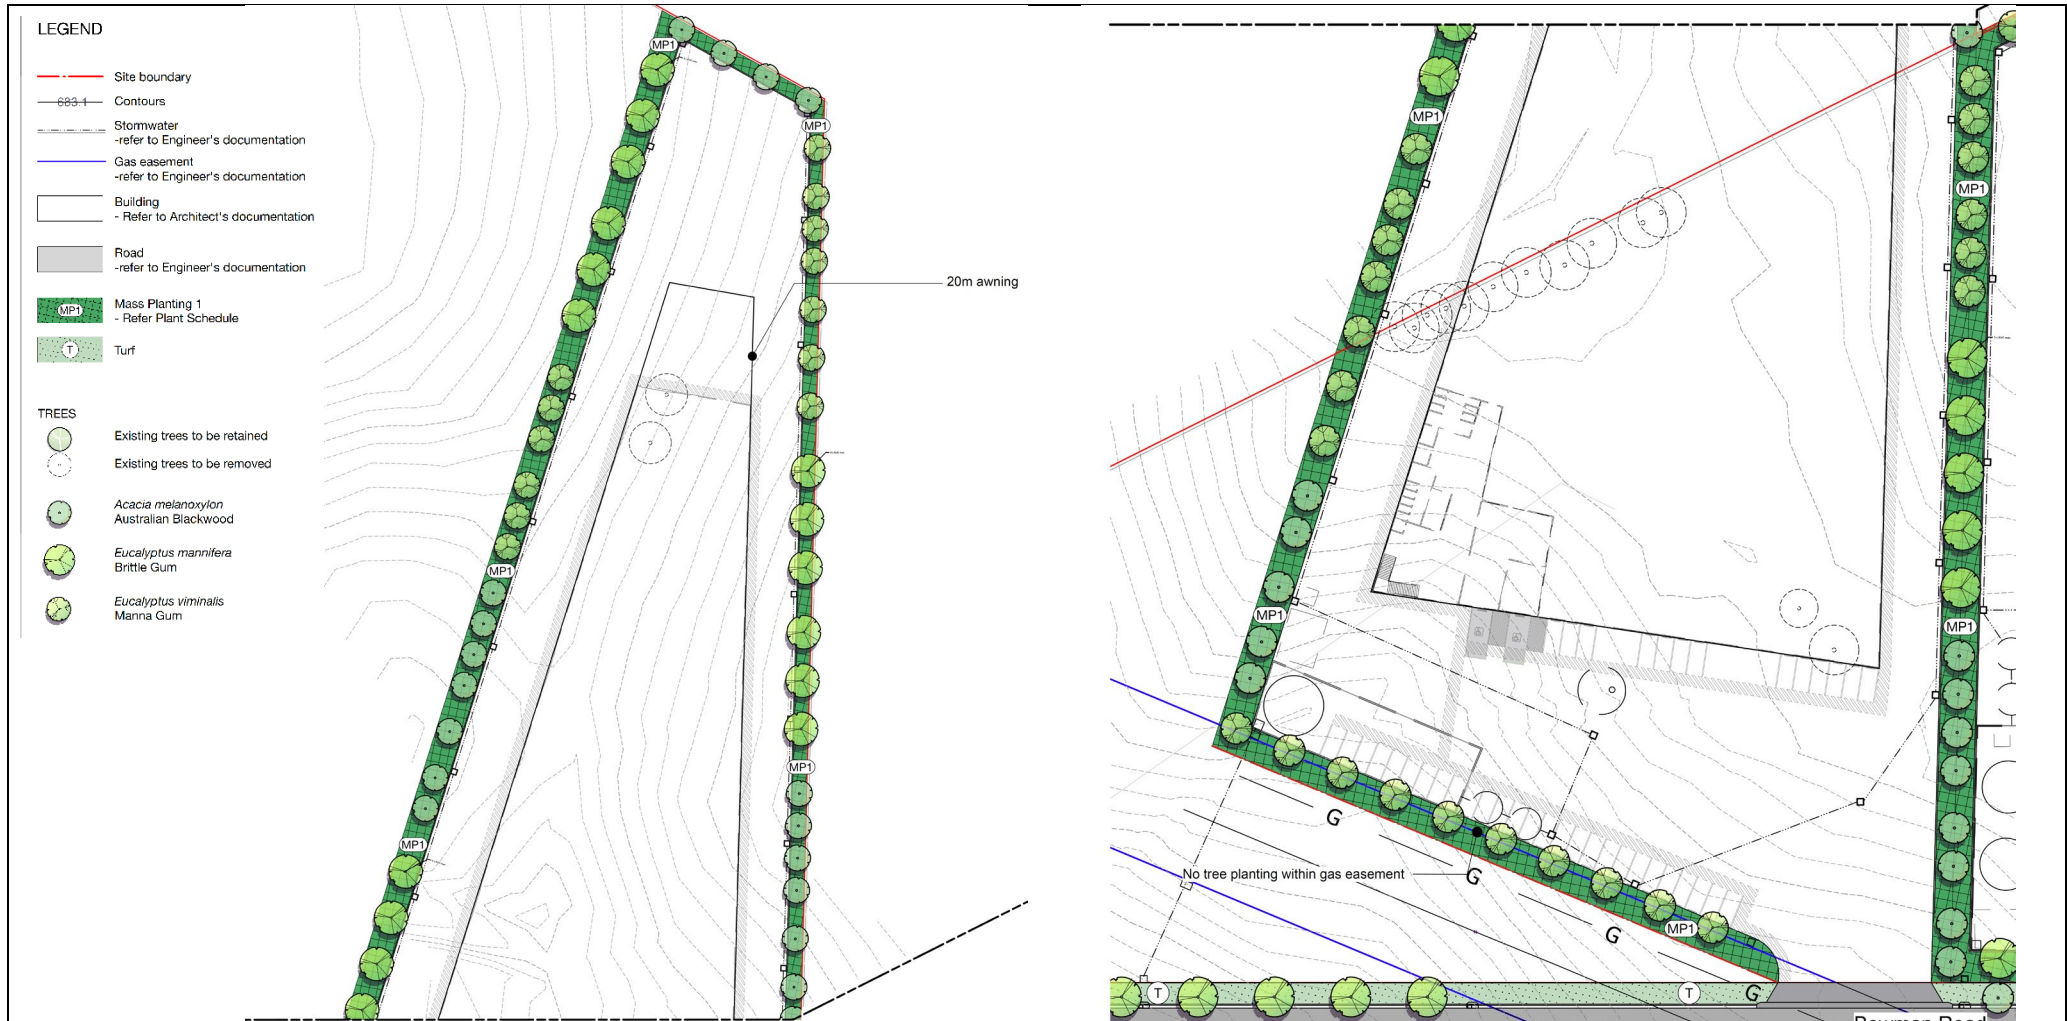 LEGEND
Site boundary
683.1
Contours
Stormwater
-refer to Engineer's documentation
Gas easement
-refer to Engineer's documentation
Building
- Refer to Architect's documentation
Road
-refer to Engineer's documentation
MP1
Mass Planting 1
- Refer Plant Schedule
T
Turf
TREES
Existing trees to be retained
Existing trees to be removed
Acacia melanoxylon
Australian Blackwood
Eucalyptus mannifera
Brittle Gum
Eucalyptus viminalis
Manna Gum
MP1
MP1
20m awning
MP1
MP1
MP1
MP1
MP1
MP1
MP1
G
No tree planting within gas easement
G
MP1
G
T
T
G
Bowman Road